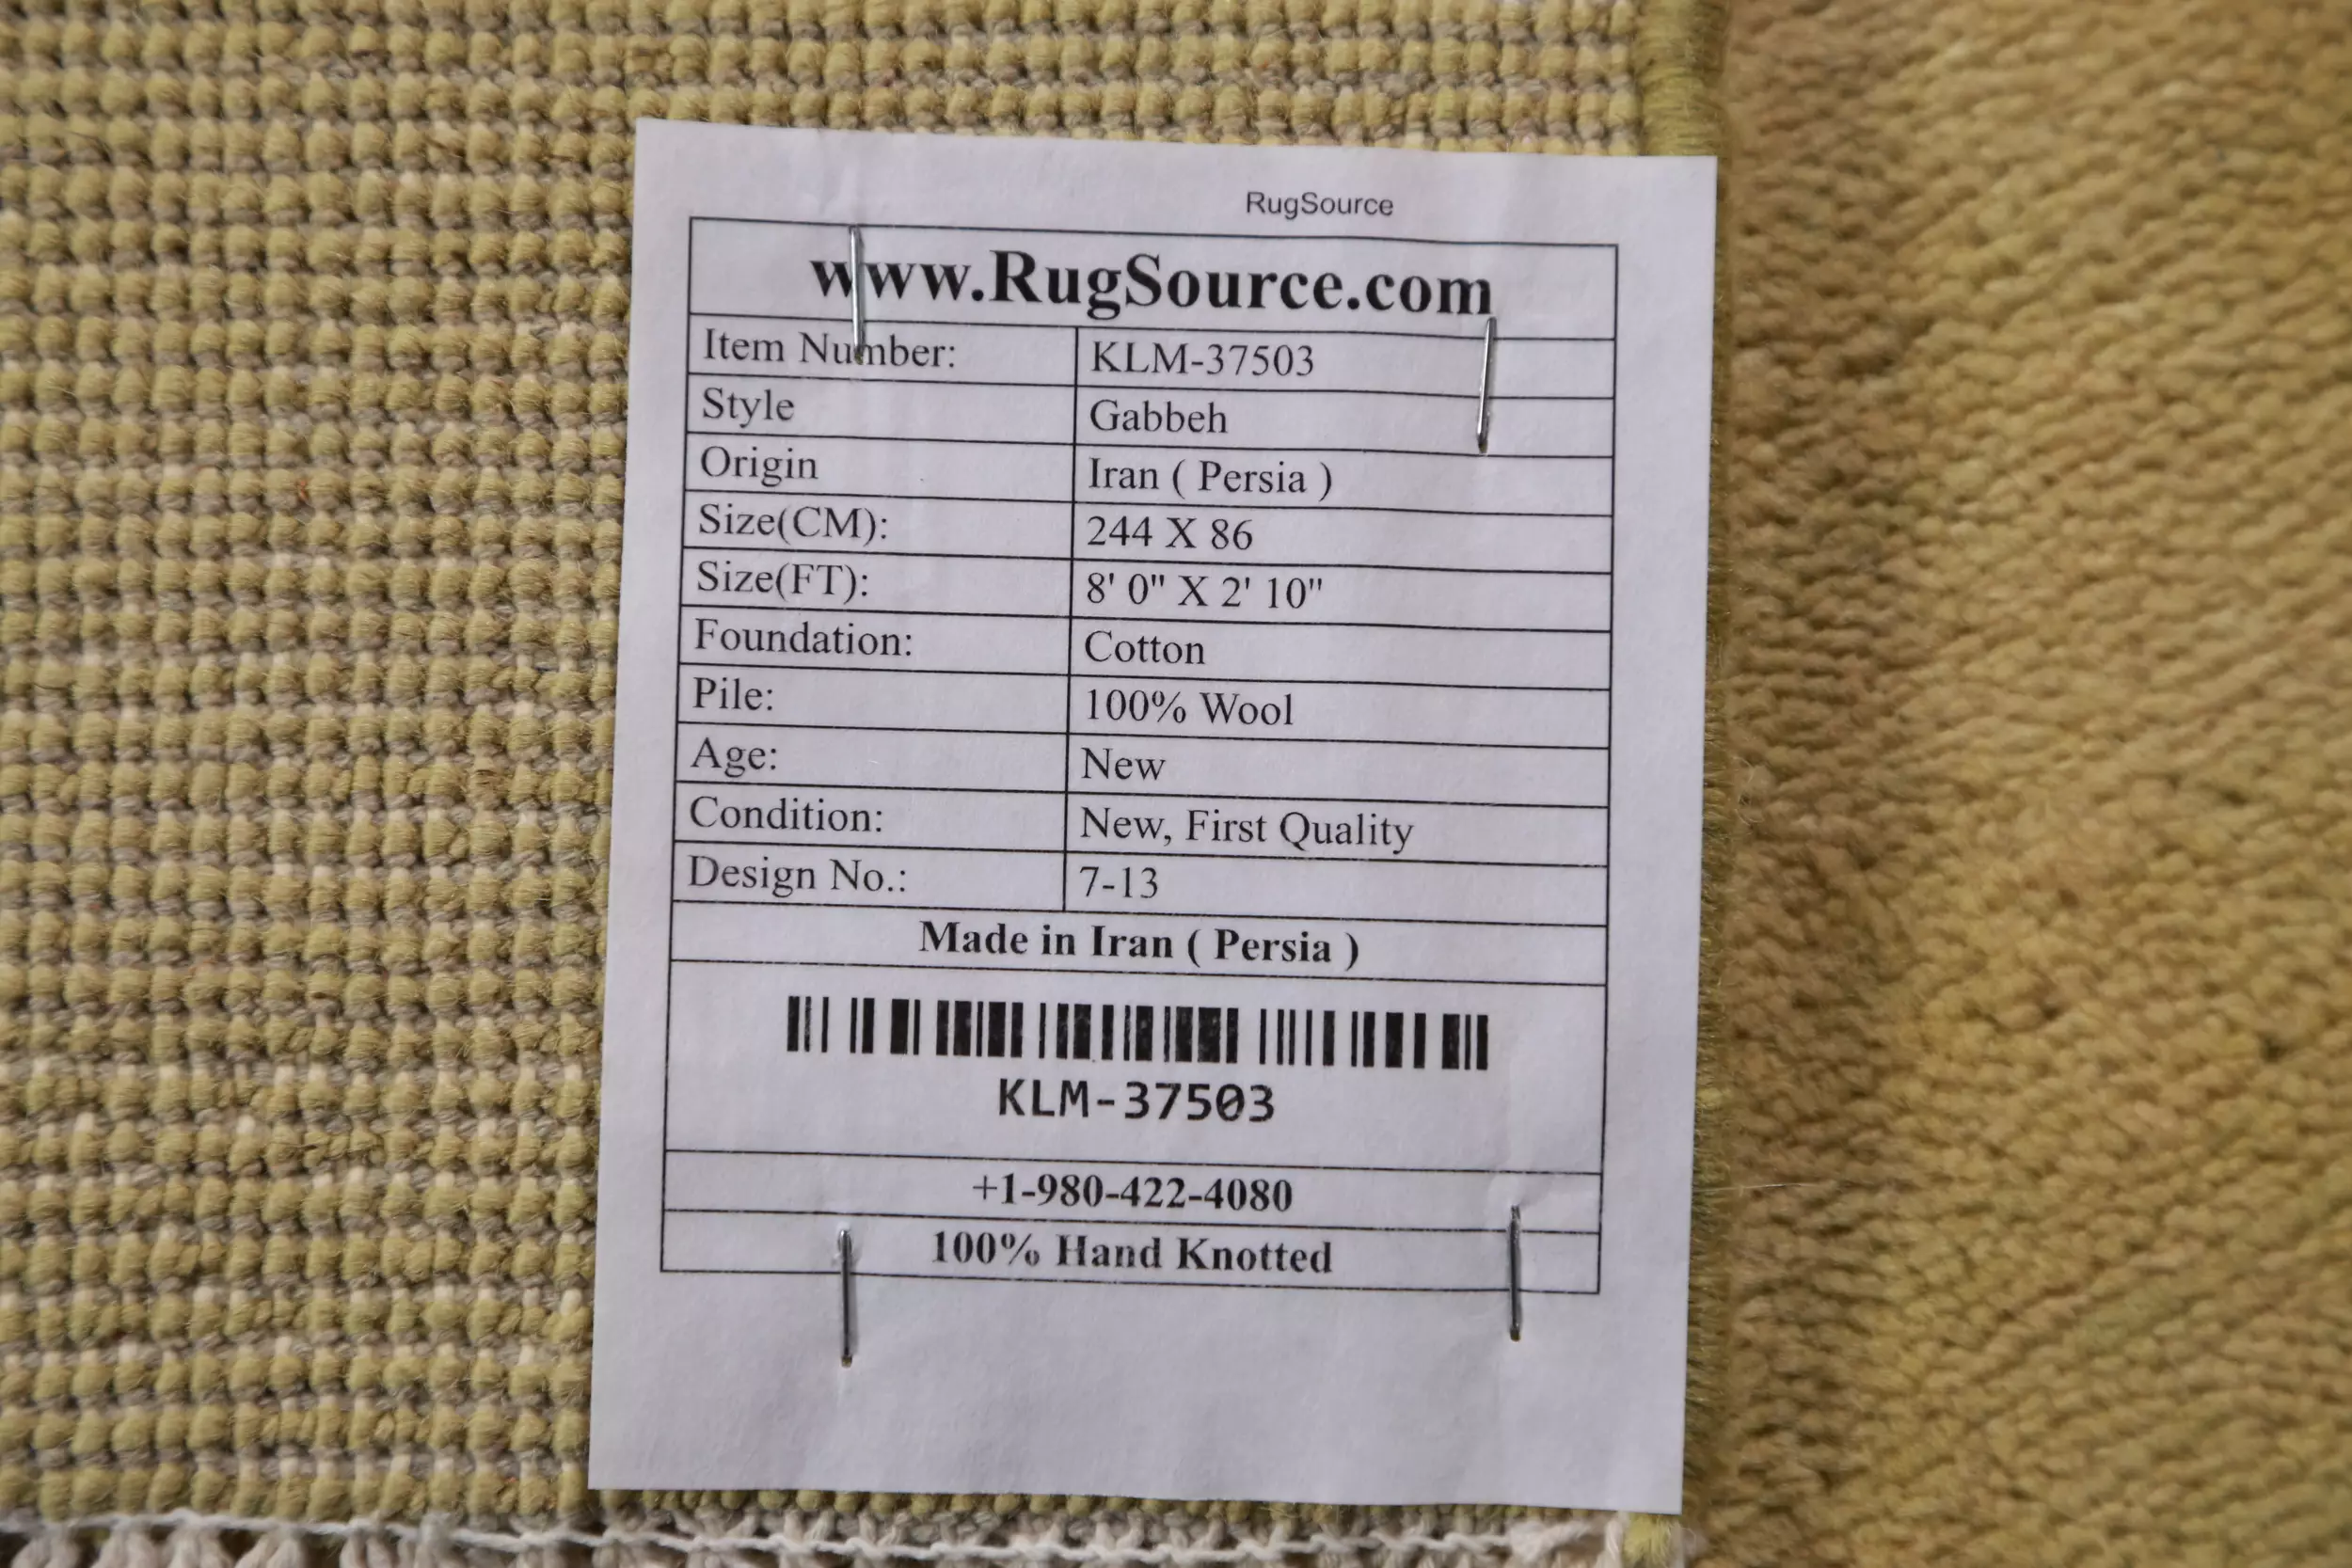 RugSource
www.RugSource.com
Item Number: KLM-37503
Style Gabbeh
Origin Iran ( Persia )
Size(CM): 244 X 86
Size(FT): 8' 0" X 2' 10"
Foundation: Cotton
Pile: 100% Wool
Age: New
Condition: New, First Quality
Design No.: 7-13
Made in Iran ( Persia )
KLM-37503
+1-980-422-4080
100% Hand Knotted